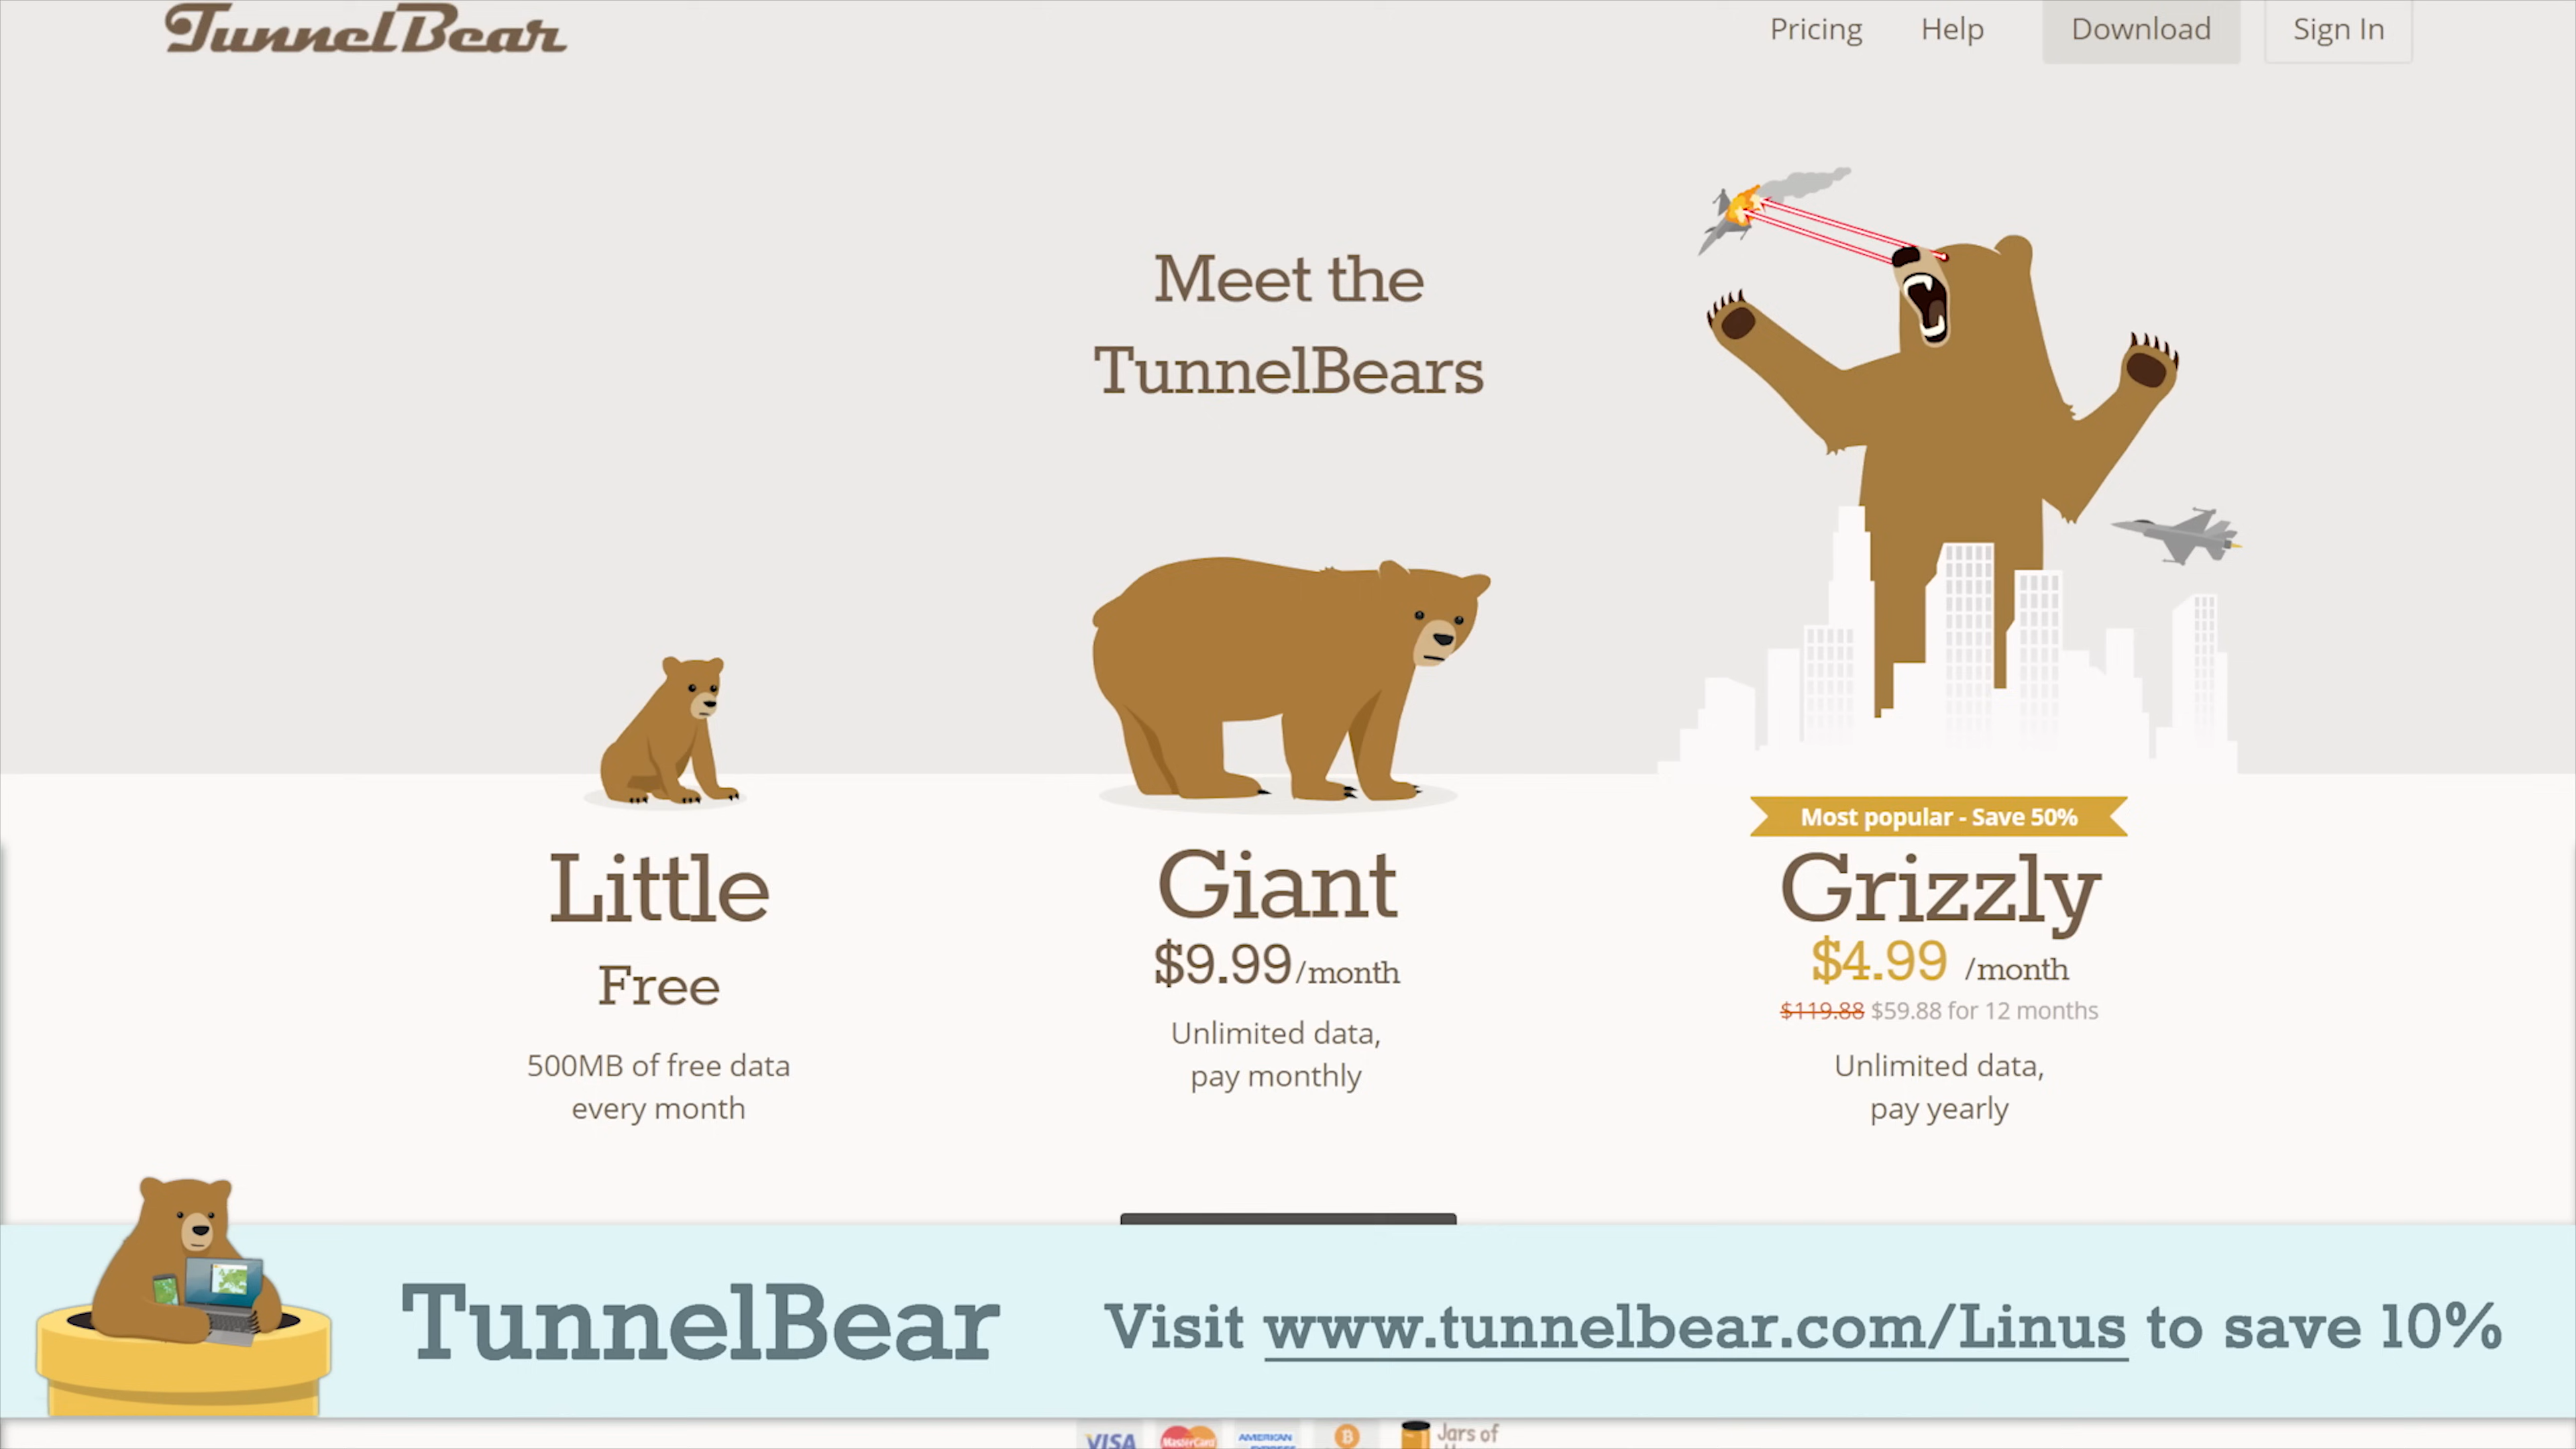 TunnelBear
Pricing
Help
Download
Sign In
Meet the
TunnelBears
Little
Free
500MB of free data
every month
Giant
$9.99/month
Unlimited data,
pay monthly
Most popular - Save 50%
Grizzly
$4.99 /month
$119.88 $59.88 for 12 months
Unlimited data,
pay yearly
TunnelBear
Visit www.tunnelbear.com/Linus to save 10%
VISA
MasterCard
AMERICAN
Jars of